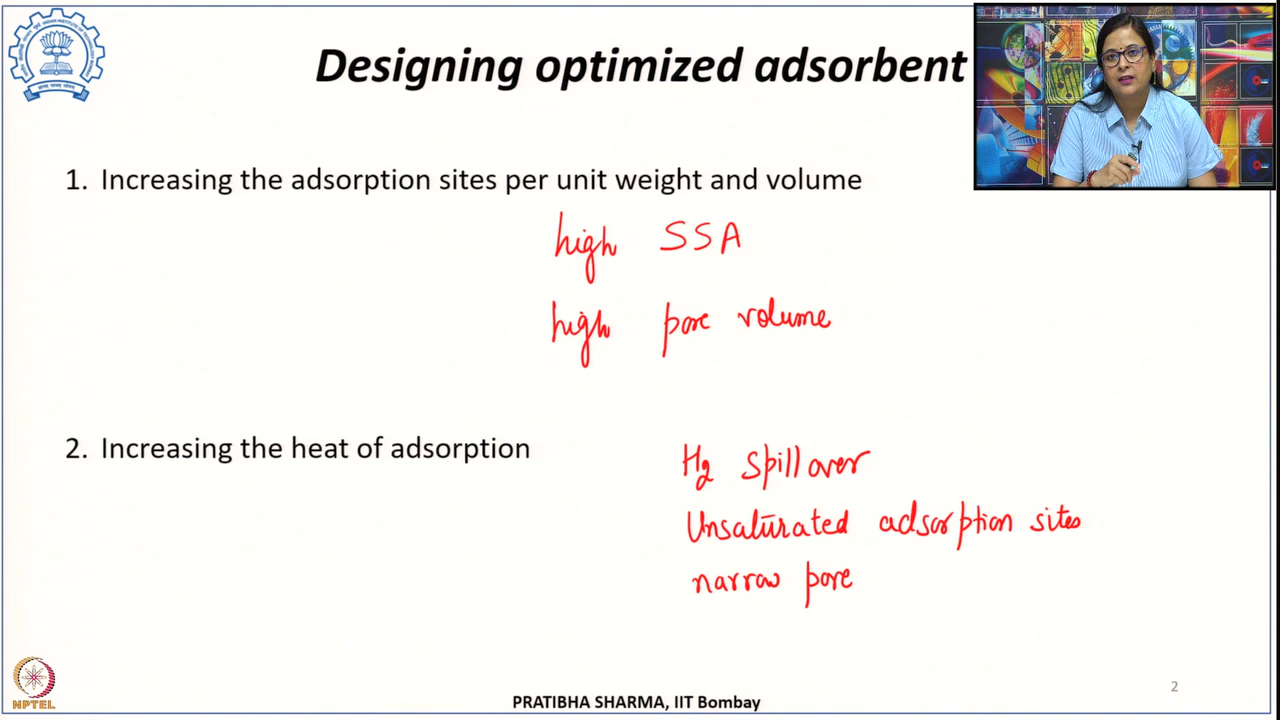 Designing optimized adsorbent
1. Increasing the adsorption sites per unit weight and volume
high SSA
high pore volume
2. Increasing the heat of adsorption
H2 spillover
Unsaturated adsorption sites
narrow pore
NPTEL
PRATIBHA SHARMA, IIT Bombay
2